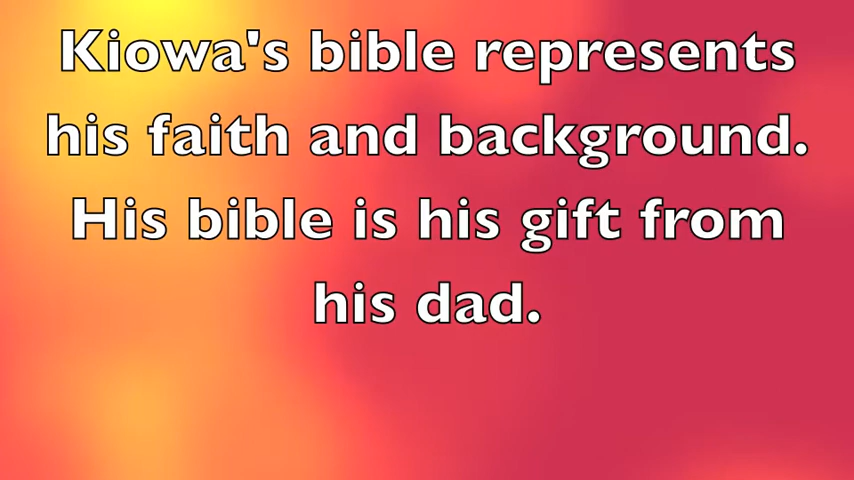 Kiowa's bible represents
his faith and background.
His bible is his gift from
his dad.